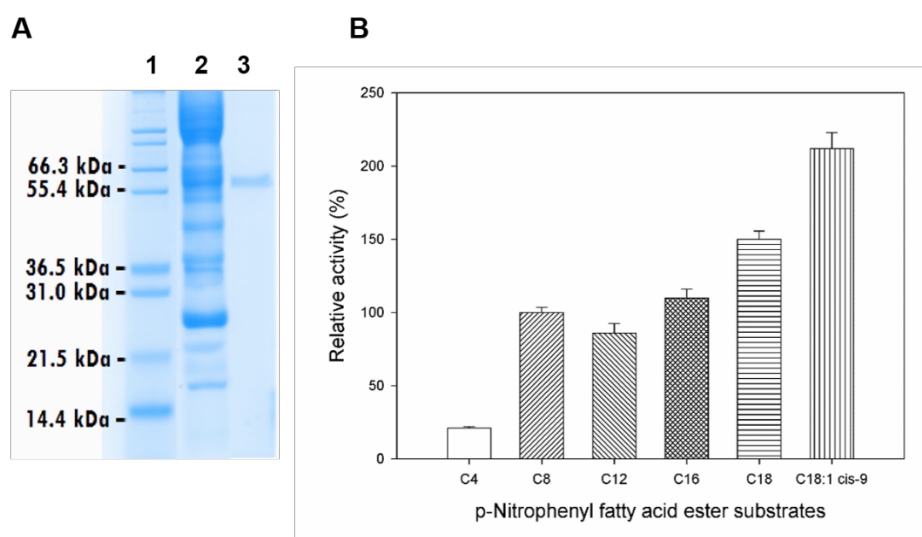 A
B
1 2 3
66.3 kDa
55.4 kDa
36.5 kDa
31.0 kDa
21.5 kDa
14.4 kDa
250
200
150
100
50
0
Relative activity (%)
C4 C8 C12 C16 C18 C18:1 cis-9
p-Nitrophenyl fatty acid ester substrates